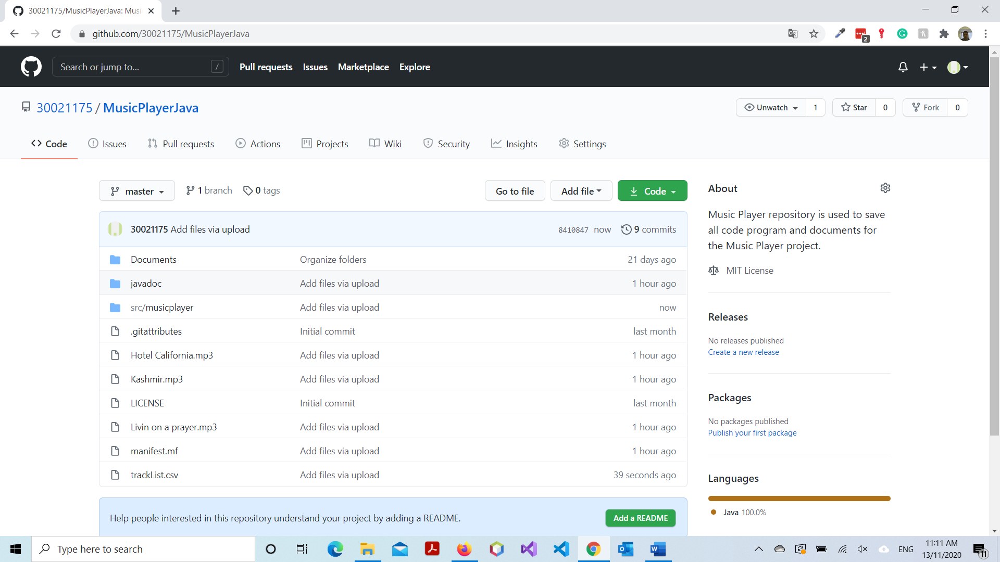 30021175/MusicPlayerJava: Musi
github.com/30021175/MusicPlayerJava
2
Search or jump to...
/
Pull requests
Issues
Marketplace
Explore
30021175 / MusicPlayerJava
Unwatch
1
Star
0
Fork
0
Code
Issues
Pull requests
Actions
Projects
Wiki
Security
Insights
Settings
master
1 branch
0 tags
Go to file
Add file
Code
30021175 Add files via upload
8410847 now
9 commits
Documents
Organize folders
21 days ago
javadoc
Add files via upload
1 hour ago
src/musicplayer
Add files via upload
now
.gitattributes
Initial commit
last month
Hotel California.mp3
Add files via upload
1 hour ago
Kashmir.mp3
Add files via upload
1 hour ago
LICENSE
Initial commit
last month
Livin on a prayer.mp3
Add files via upload
1 hour ago
manifest.mf
Add files via upload
1 hour ago
trackList.csv
Add files via upload
39 seconds ago
Help people interested in this repository understand your project by adding a README.
Add a README
About
Music Player repository is used to save
all code program and documents for
the Music Player project.
MIT License
Releases
No releases published
Create a new release
Packages
No packages published
Publish your first package
Languages
Java 100.0%
Type here to search
ENG
11:11 AM
13/11/2020
11